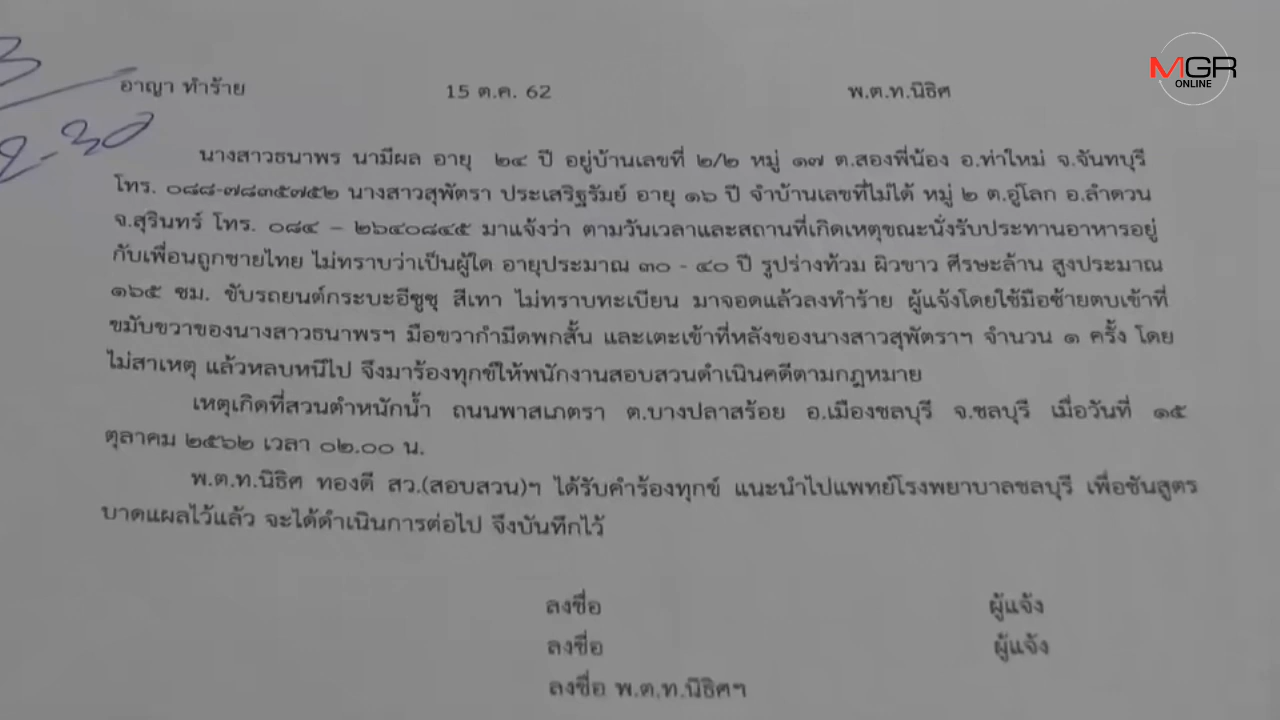 MGR
ONLINE
อาญา ทำร้าย 15 ต.ค. 62 พ.ต.ท.นิธิศ
นางสาวธนาพร นามีผล อายุ ๒๔ ปี อยู่บ้านเลขที่ ๒/๒ หมู่ ๑๗ ต.สองพี่น้อง อ.ท่าใหม่ จ.จันทบุรี
โทร. ๐๘๘-๗๘๓๕๗๕๒ นางสาวสุพัตรา ประเสริฐรัมย์ อายุ ๑๖ ปี จำบ้านเลขที่ไม่ได้ หมู่ ๒ ต.อู่โลก อ.ลำดวน
จ.สุรินทร์ โทร. ๐๘๔ – ๒๖๔๐๘๔๕ มาแจ้งว่า ตามวันเวลาและสถานที่เกิดเหตุขณะนั่งรับประทานอาหารอยู่
กับเพื่อนถูกชายไทย ไม่ทราบว่าเป็นผู้ใด อายุประมาณ ๓๐ - ๔๐ ปี รูปร่างท้วม ผิวขาว ศีรษะล้าน สูงประมาณ
๑๖๕ ซม. ขับรถยนต์กระบะอีซูซุ สีเทา ไม่ทราบทะเบียน มาจอดแล้วลงทำร้าย ผู้แจ้งโดยใช้มือซ้ายตบเข้าที่
ขมับขวาของนางสาวธนาพรฯ มือขวากำมีดพกสั้น และเตะเข้าที่หลังของนางสาวสุพัตราฯ จำนวน ๑ ครั้ง โดย
ไม่สาเหตุ แล้วหลบหนีไป จึงมาร้องทุกข์ให้พนักงานสอบสวนดำเนินคดีตามกฎหมาย
เหตุเกิดที่สวนตำหนักน้ำ ถนนพาสเภตรา ต.บางปลาสร้อย อ.เมืองชลบุรี จ.ชลบุรี เมื่อวันที่ ๑๕
ตุลาคม ๒๕๖๒ เวลา ๐๒.๐๐ น.
พ.ต.ท.นิธิศ ทองดี สว.(สอบสวน)ฯ ได้รับคำร้องทุกข์ แนะนำไปแพทย์โรงพยาบาลชลบุรี เพื่อชันสูตร
บาดแผลไว้แล้ว จะได้ดำเนินการต่อไป จึงบันทึกไว้
ลงชื่อ ผู้แจ้ง
ลงชื่อ ผู้แจ้ง
ลงชื่อ พ.ต.ท.นิธิศฯ